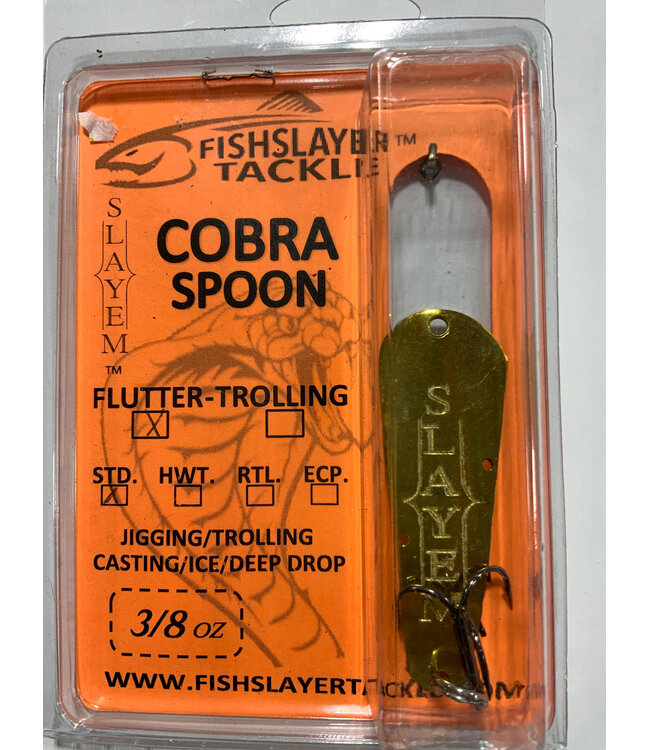 FISHSLAYER™
TACKLE
SLAYEM™
COBRA
SPOON
FLUTTER-TROLLING
X
STD. HWT. RTL. ECP.
X
JIGGING/TROLLING
CASTING/ICE/DEEP DROP
3/8 OZ
WWW.FISHSLAYERTACKLE.COM
SLAYEM